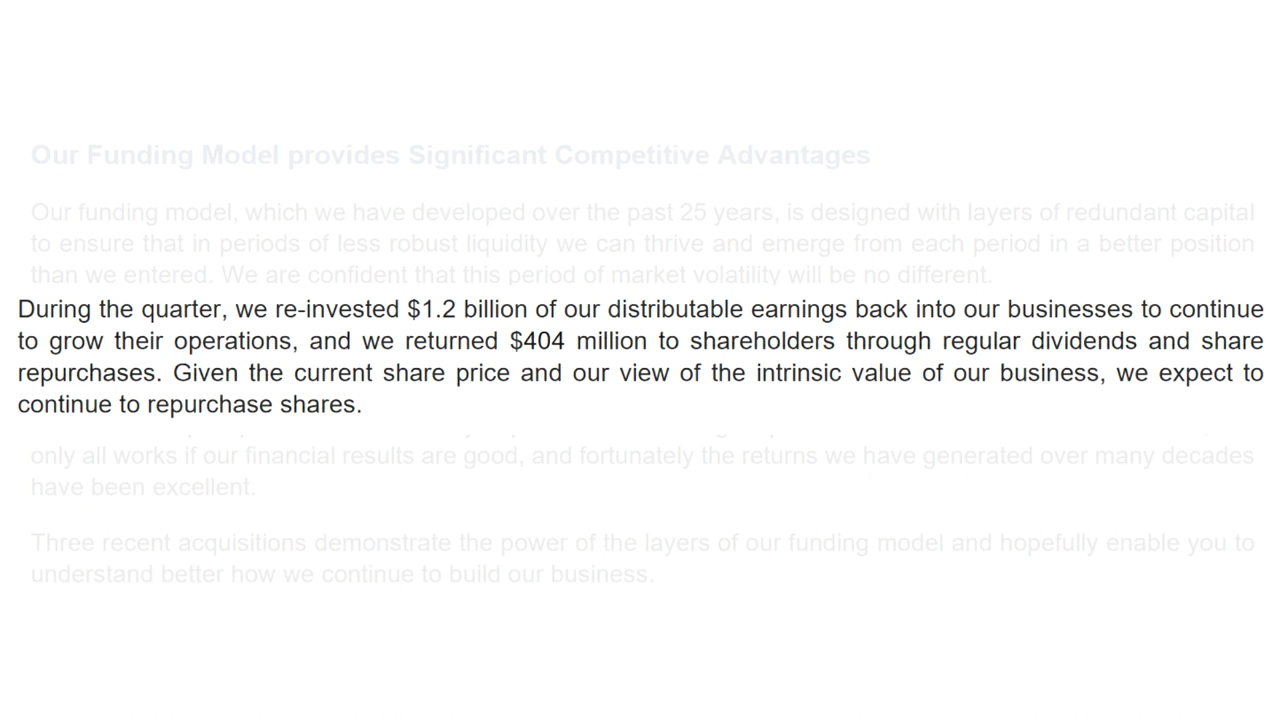 Our Funding Model provides Significant Competitive Advantages
Our funding model, which we have developed over the past 25 years, is designed with layers of redundant capital
to ensure that in periods of less robust liquidity we can thrive and emerge from each period in a better position
than we entered. We are confident that this period of market volatility will be no different.
During the quarter, we re-invested $1.2 billion of our distributable earnings back into our businesses to continue
to grow their operations, and we returned $404 million to shareholders through regular dividends and share
repurchases. Given the current share price and our view of the intrinsic value of our business, we expect to
continue to repurchase shares.
only all works if our financial results are good, and fortunately the returns we have generated over many decades
have been excellent.
Three recent acquisitions demonstrate the power of the layers of our funding model and hopefully enable you to
understand better how we continue to build our business.